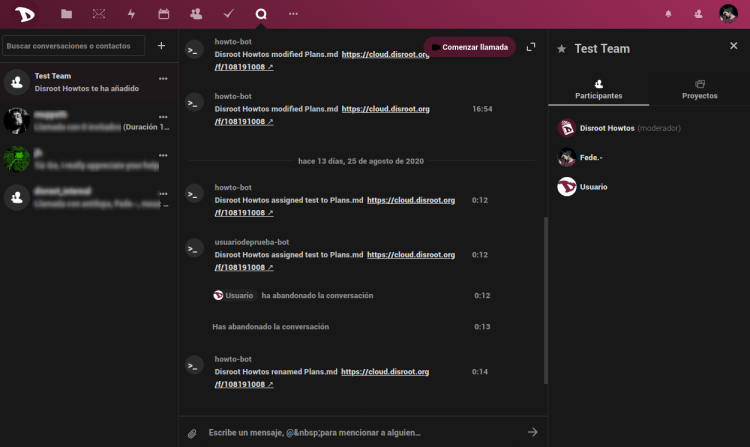 Buscar conversaciones o contactos
Test Team
Disroot Howtos te ha añadido
(Duración 1...
howto-bot
Disroot Howtos modified Plans.md https://cloud.disroot.org
/f/108191008 ↗
Comenzar llamada
howto-bot
Disroot Howtos modified Plans.md https://cloud.disroot.org 16:54
/f/108191008 ↗
hace 13 días, 25 de agosto de 2020
howto-bot
Disroot Howtos assigned test to Plans.md https://cloud.disroot.org 0:12
/f/108191008 ↗
usuariodeprueba-bot
Disroot Howtos assigned test to Plans.md https://cloud.disroot.org 0:12
/f/108191008 ↗
Usuario ha abandonado la conversación 0:12
Has abandonado la conversación 0:13
howto-bot
Disroot Howtos renamed Plans.md https://cloud.disroot.org 0:14
/f/108191008 ↗
Escribe un mensaje, @&nbsp;para mencionar a alguien...
Test Team
Participantes
Proyectos
Disroot Howtos (moderador)
Fede.-
Usuario